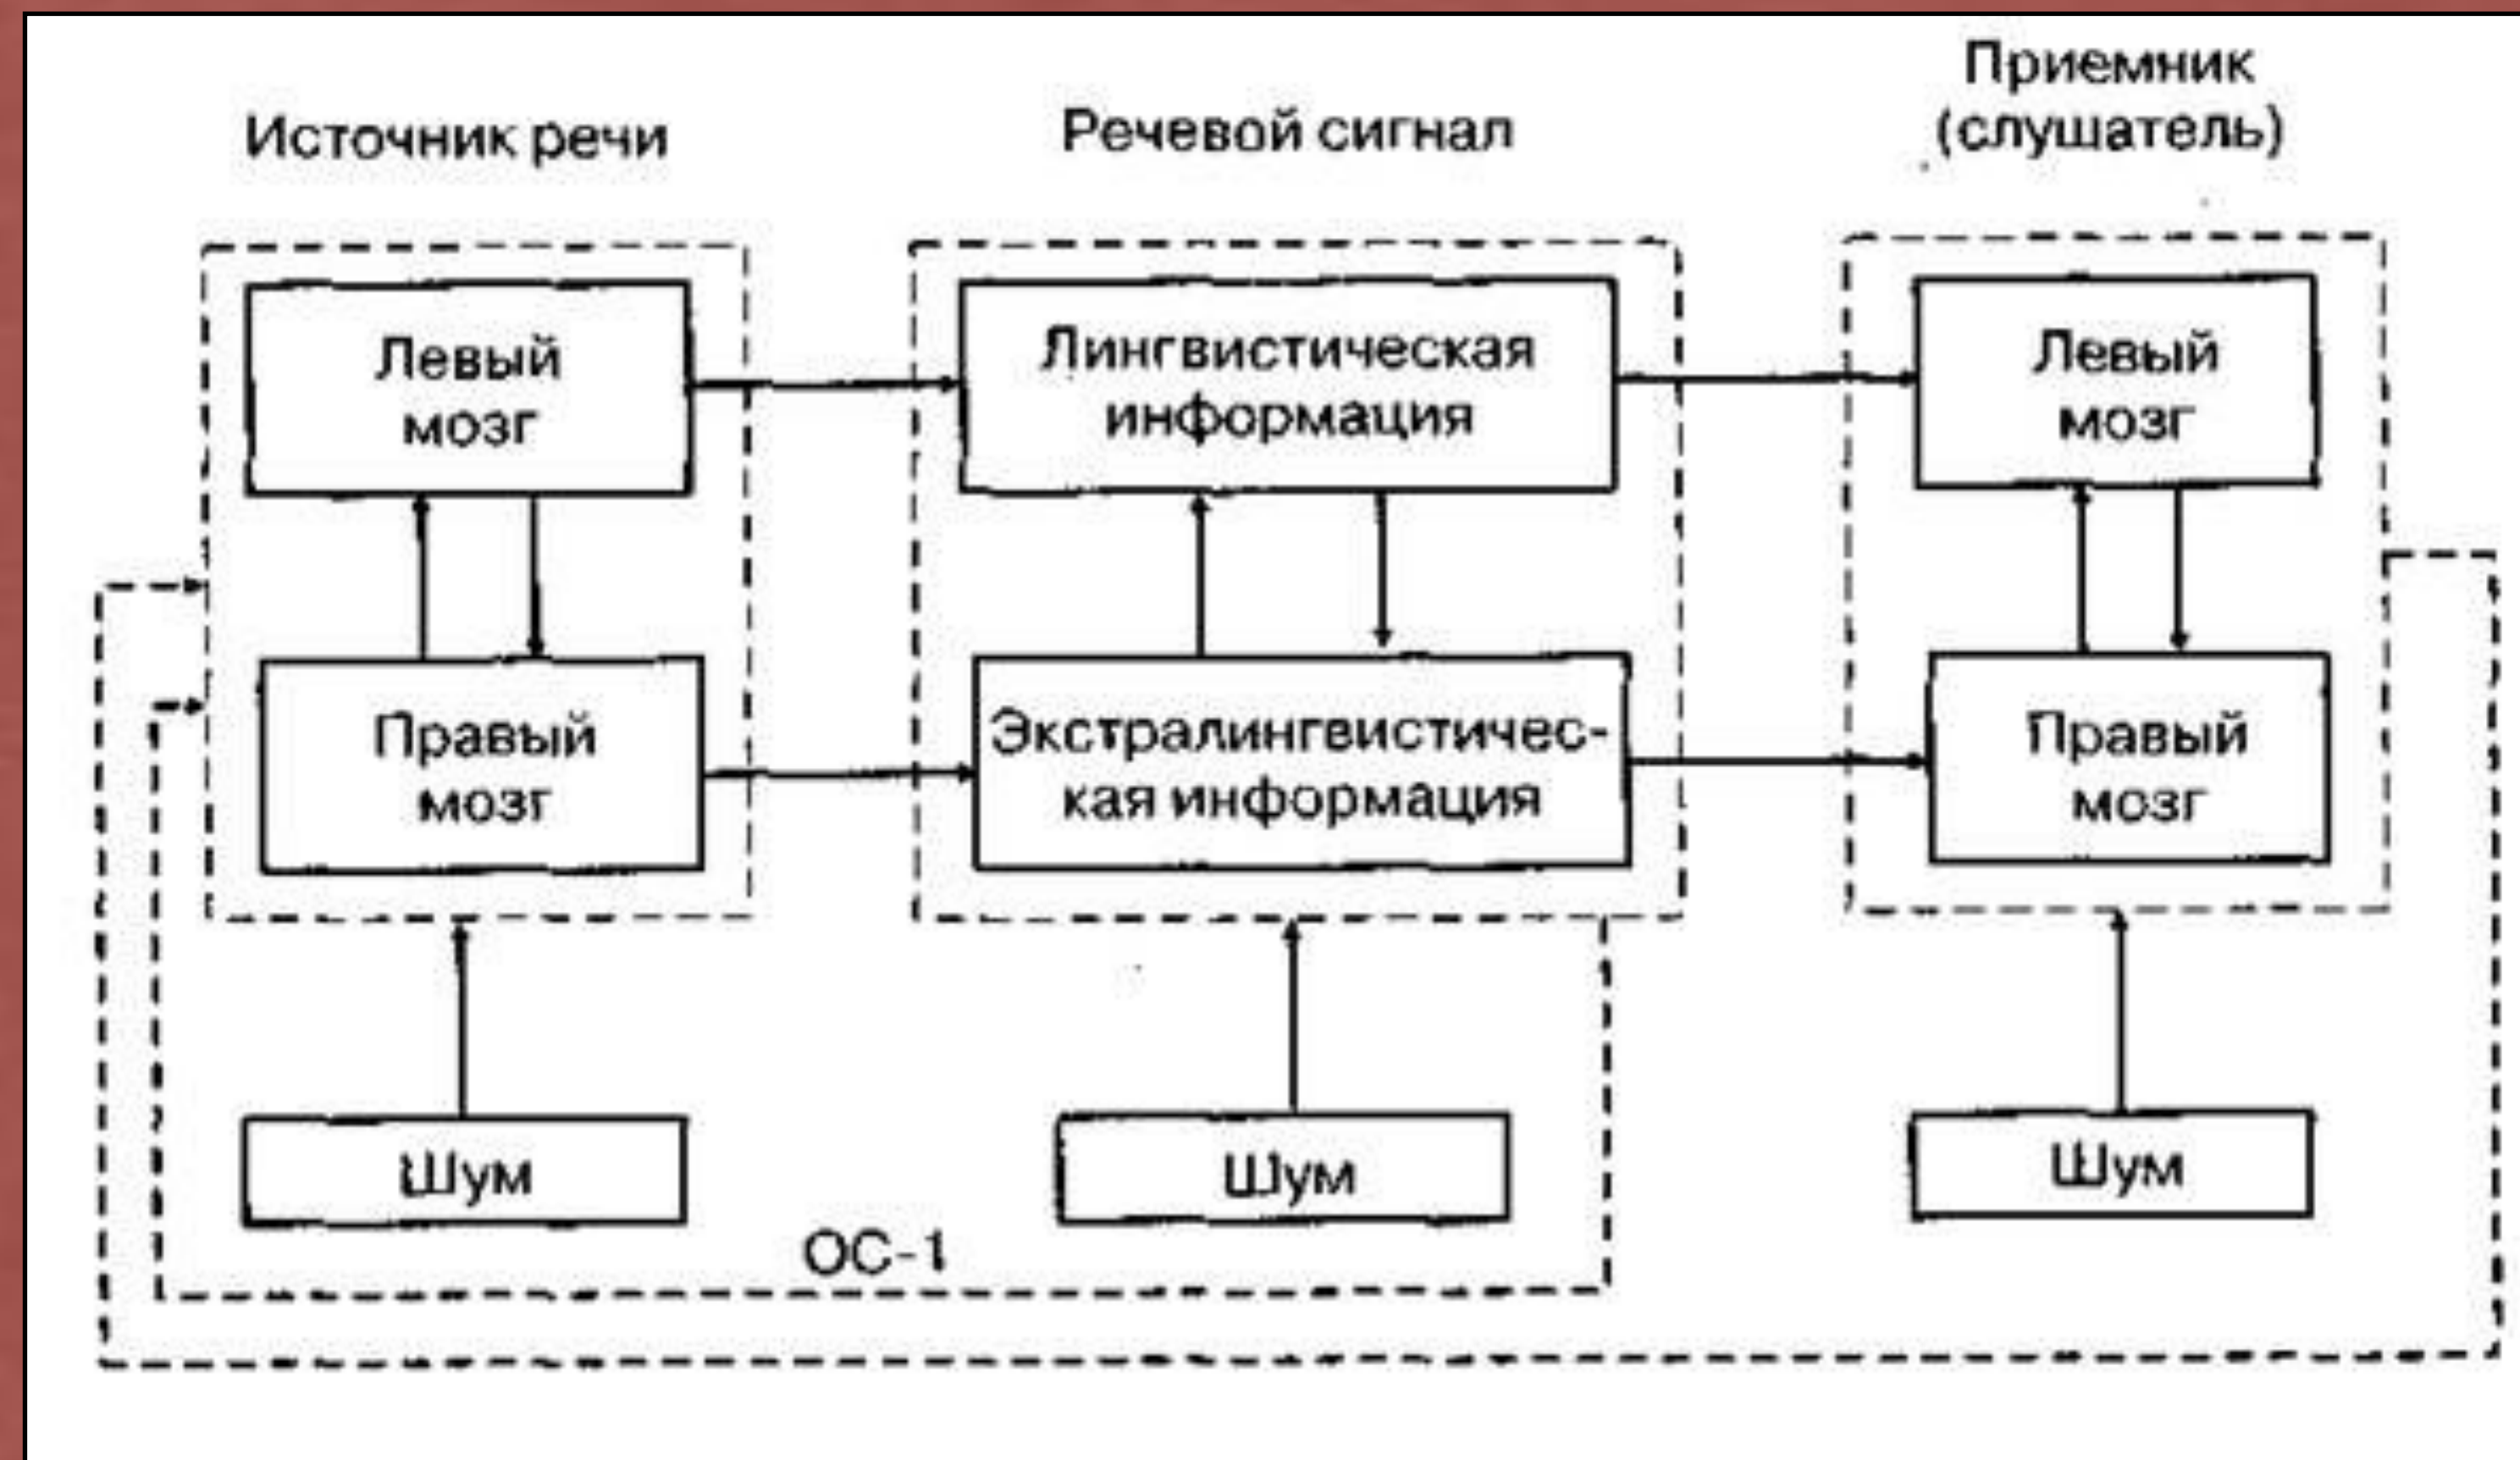 Источник речи
Речевой сигнал
Приемник
(слушатель)
Левый
мозг
Лингвистическая
информация
Левый
мозг
Правый
мозг
Экстралингвистичес-
кая информация
Правый
мозг
Шум
Шум
Шум
ОС-1